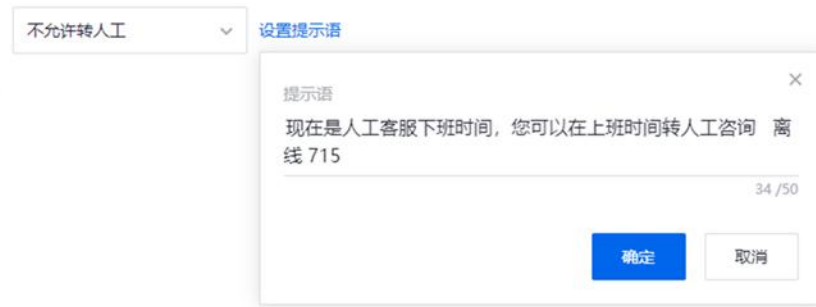 不允许转人工 设置提示语
提示语
现在是人工客服下班时间，您可以在上班时间转人工咨询 离
线 715
34 /50
确定 取消